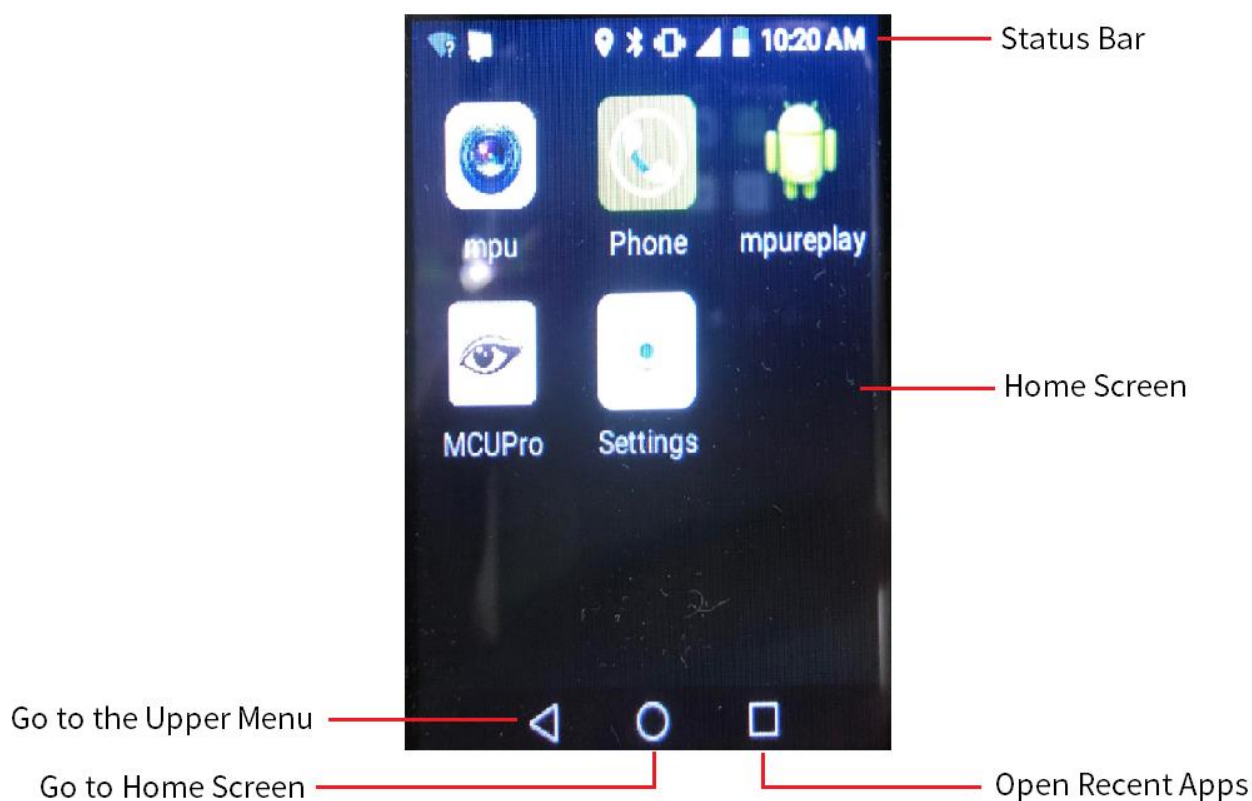 10:20 AM
Status Bar
mpu
Phone
mpureplay
Home Screen
MCUPro
Settings
Go to the Upper Menu
Go to Home Screen
Open Recent Apps